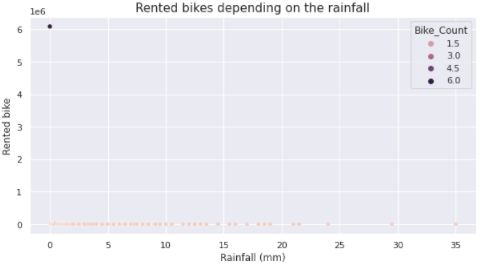 Rented bikes depending on the rainfall
1e6
Bike_Count
1.5
3.0
4.5
6.0
6
5
4
3
2
1
0
Rented bike
0 5 10 15 20 25 30 35
Rainfall (mm)